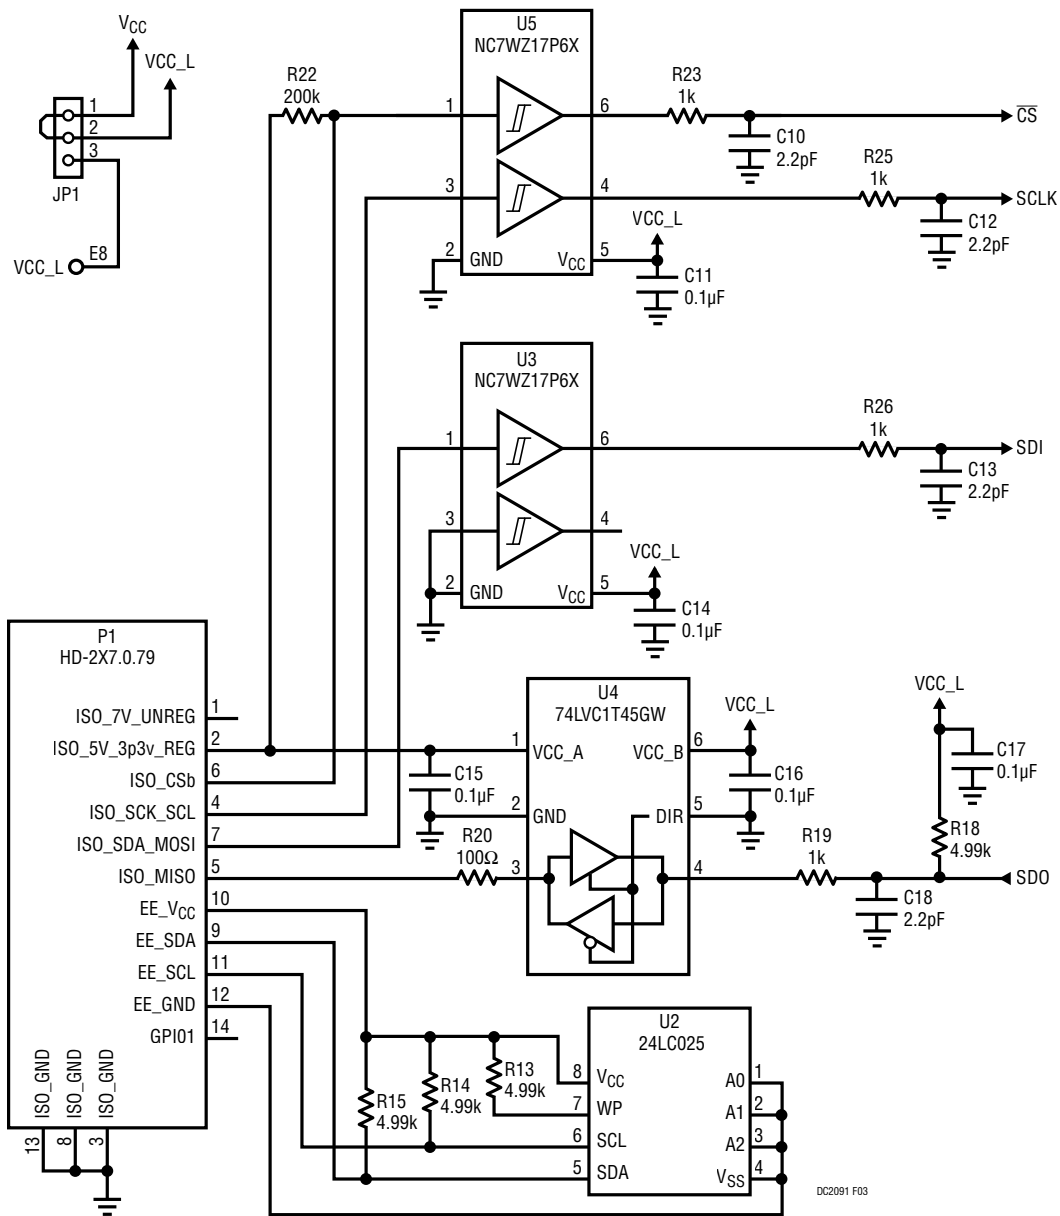 VCC
VCC_L
1
2
3
JP1
VCC_L
E8
R22
200k
U5
NC7WZ17P6X
1
6
3
4
2
GND
VCC
5
R23
1k
C10
2.2pF
CS
R25
1k
SCLK
C12
2.2pF
VCC_L
C11
0.1µF
U3
NC7WZ17P6X
1
6
3
4
2
GND
VCC
5
R26
1k
SDI
C13
2.2pF
VCC_L
C14
0.1µF
P1
HD-2X7.0.79
ISO_7V_UNREG
1
ISO_5V_3p3v_REG
2
ISO_CSb
6
ISO_SCK_SCL
4
ISO_SDA_MOSI
7
ISO_MISO
5
EE_VCC
10
EE_SDA
9
EE_SCL
11
EE_GND
12
GPIO1
14
ISO_GND
ISO_GND
ISO_GND
13
8
3
C15
0.1µF
R20
100Ω
U4
74LVC1T45GW
1
VCC_A
VCC_B
6
2
GND
DIR
5
3
4
VCC_L
C16
0.1µF
R19
1k
C18
2.2pF
VCC_L
C17
0.1µF
R18
4.99k
SDO
R15
4.99k
R14
4.99k
R13
4.99k
U2
24LC025
8
VCC
A0
1
7
WP
A1
2
6
SCL
A2
3
5
SDA
VSS
4
DC2091 F03